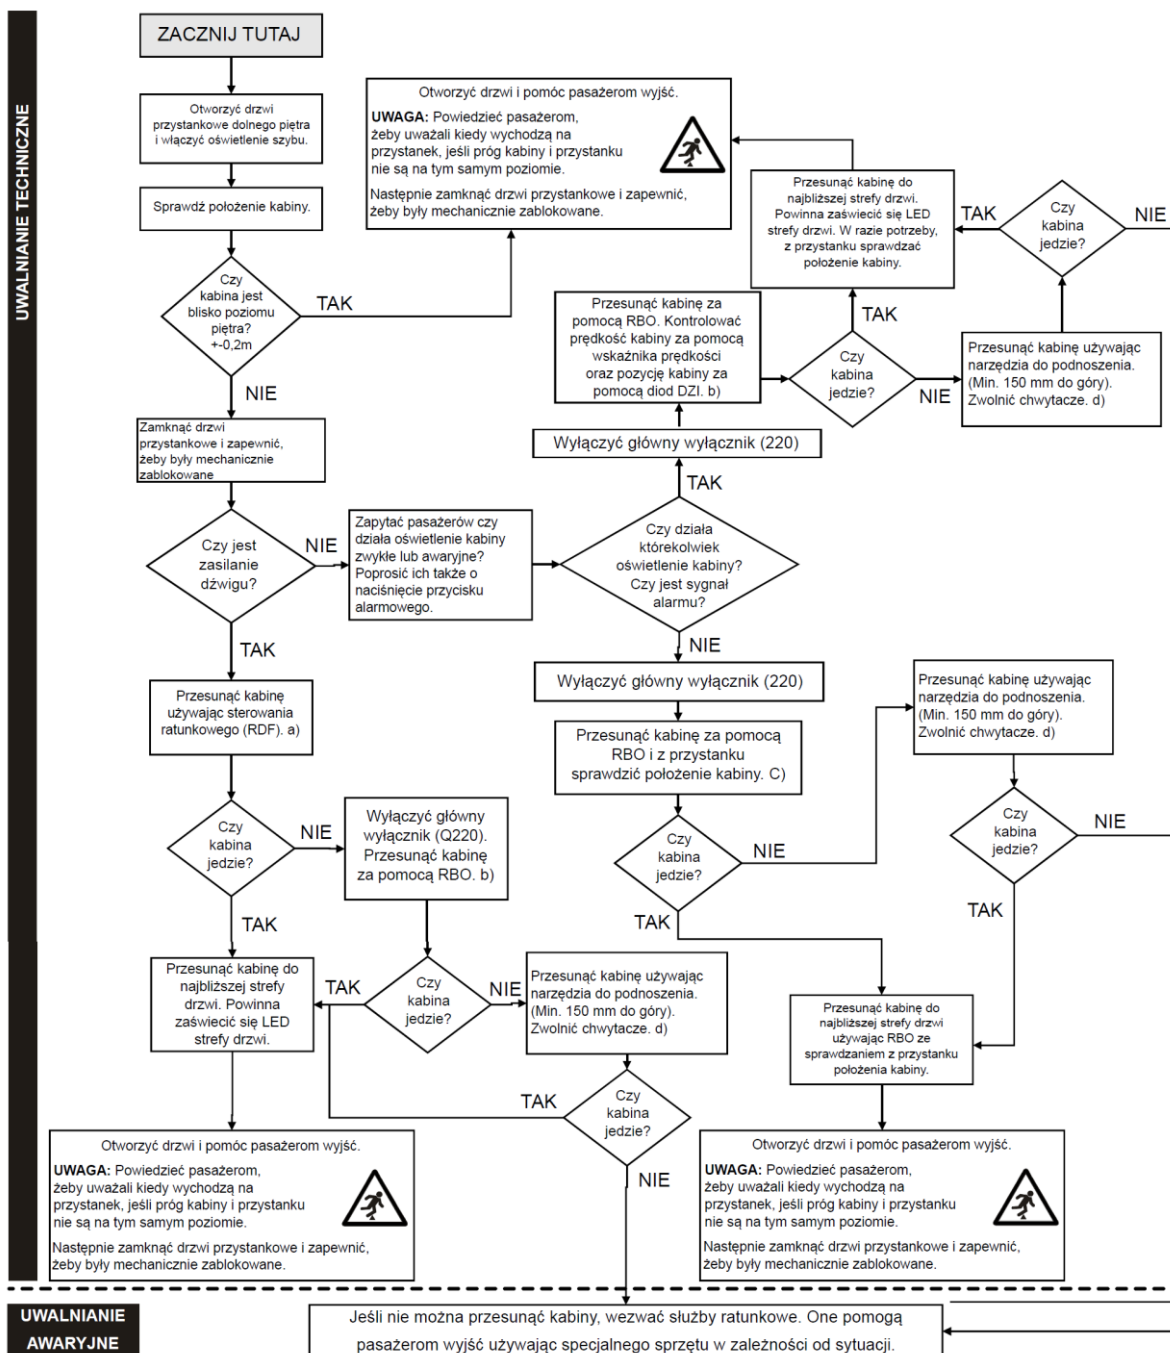 UWALNIANIE TECHNICZNE
ZACZNIJ TUTAJ
Otworzyć drzwi
przystankowe dolnego piętra
i włączyć oświetlenie szybu.
Sprawdź położenie kabiny.
Czy
kabina jest
blisko poziomu
piętra?
+-0,2m
TAK
NIE
Otworzyć drzwi i pomóc pasażerom wyjść.
UWAGA: Powiedzieć pasażerom,
żeby uważali kiedy wychodzą na
przystanek, jeśli próg kabiny i przystanku
nie są na tym samym poziomie.
Następnie zamknąć drzwi przystankowe i zapewnić,
żeby były mechanicznie zablokowane.
Przesunąć kabinę do
najbliższej strefy drzwi.
Powinna zaświecić się LED
strefy drzwi. W razie potrzeby,
z przystanku sprawdzać
położenie kabiny.
TAK
Czy
kabina
jedzie?
NIE
Przesunąć kabinę za
pomocą RBO. Kontrolować
prędkość kabiny za pomocą
wskaźnika prędkości
oraz pozycję kabiny za
pomocą diod DZI. b)
TAK
Czy
kabina
jedzie?
NIE
Przesunąć kabinę używając
narzędzia do podnoszenia.
(Min. 150 mm do góry).
Zwolnić chwytacze. d)
Zamknąć drzwi
przystankowe i zapewnić,
żeby były mechanicznie
zablokowane
Wyłączyć główny wyłącznik (220)
TAK
Czy jest
zasilanie
dźwigu?
NIE
Zapytać pasażerów czy
działa oświetlenie kabiny
zwykłe lub awaryjne?
Poprosić ich także o
naciśnięcie przycisku
alarmowego.
Czy działa
którekolwiek
oświetlenie kabiny?
Czy jest sygnał
alarmu?
TAK
NIE
Przesunąć kabinę
używając sterowania
ratunkowego (RDF). a)
Wyłączyć główny wyłącznik (220)
Przesunąć kabinę za pomocą
RBO i z przystanku
sprawdzić położenie kabiny. C)
Przesunąć kabinę używając
narzędzia do podnoszenia.
(Min. 150 mm do góry).
Zwolnić chwytacze. d)
Czy
kabina
jedzie?
NIE
Wyłączyć główny
wyłącznik (Q220).
Przesunąć kabinę
za pomocą RBO. b)
Czy
kabina
jedzie?
NIE
Czy
kabina
jedzie?
NIE
TAK
TAK
TAK
Przesunąć kabinę do
najbliższej strefy
drzwi. Powinna
zaświecić się LED
strefy drzwi.
TAK
Czy
kabina
jedzie?
NIE
Przesunąć kabinę używając
narzędzia do podnoszenia.
(Min. 150 mm do góry).
Zwolnić chwytacze. d)
Przesunąć kabinę do
najbliższej strefy drzwi
używając RBO ze
sprawdzaniem z przystanku
położenia kabiny.
TAK
Czy
kabina
jedzie?
NIE
Otworzyć drzwi i pomóc pasażerom wyjść.
UWAGA: Powiedzieć pasażerom,
żeby uważali kiedy wychodzą na
przystanek, jeśli próg kabiny i przystanku
nie są na tym samym poziomie.
Następnie zamknąć drzwi przystankowe i zapewnić,
żeby były mechanicznie zablokowane.
Otworzyć drzwi i pomóc pasażerom wyjść.
UWAGA: Powiedzieć pasażerom,
żeby uważali kiedy wychodzą na
przystanek, jeśli próg kabiny i przystanku
nie są na tym samym poziomie.
Następnie zamknąć drzwi przystankowe i zapewnić,
żeby były mechanicznie zablokowane.
UWALNIANIE
AWARYJNE
Jeśli nie można przesunąć kabiny, wezwać służby ratunkowe. One pomogą
pasażerom wyjść używając specjalnego sprzętu w zależności od sytuacji.